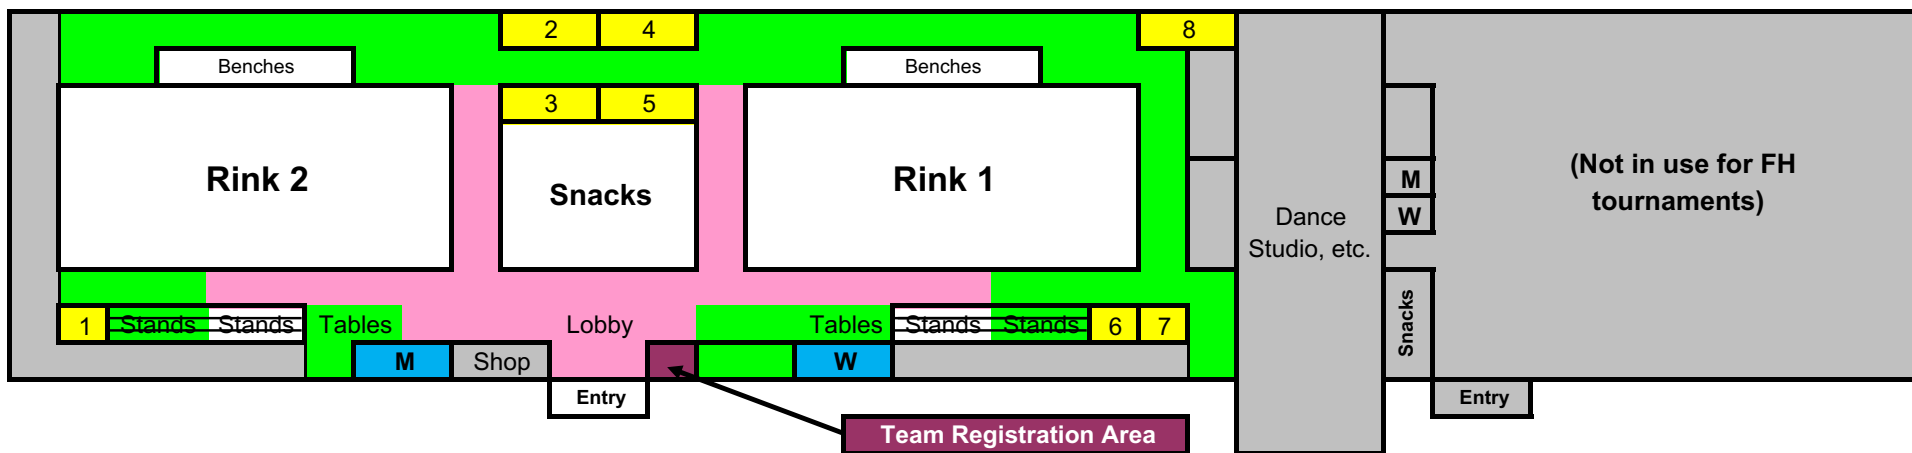 2 4 8
Benches Benches
3 5
Rink 2 Snacks Rink 1
M
W
(Not in use for FH
tournaments)
Dance
Studio, etc.
1 Stands Stands Tables Lobby Tables Stands Stands 6 7
Snacks
M Shop W
Entry Entry
Team Registration Area